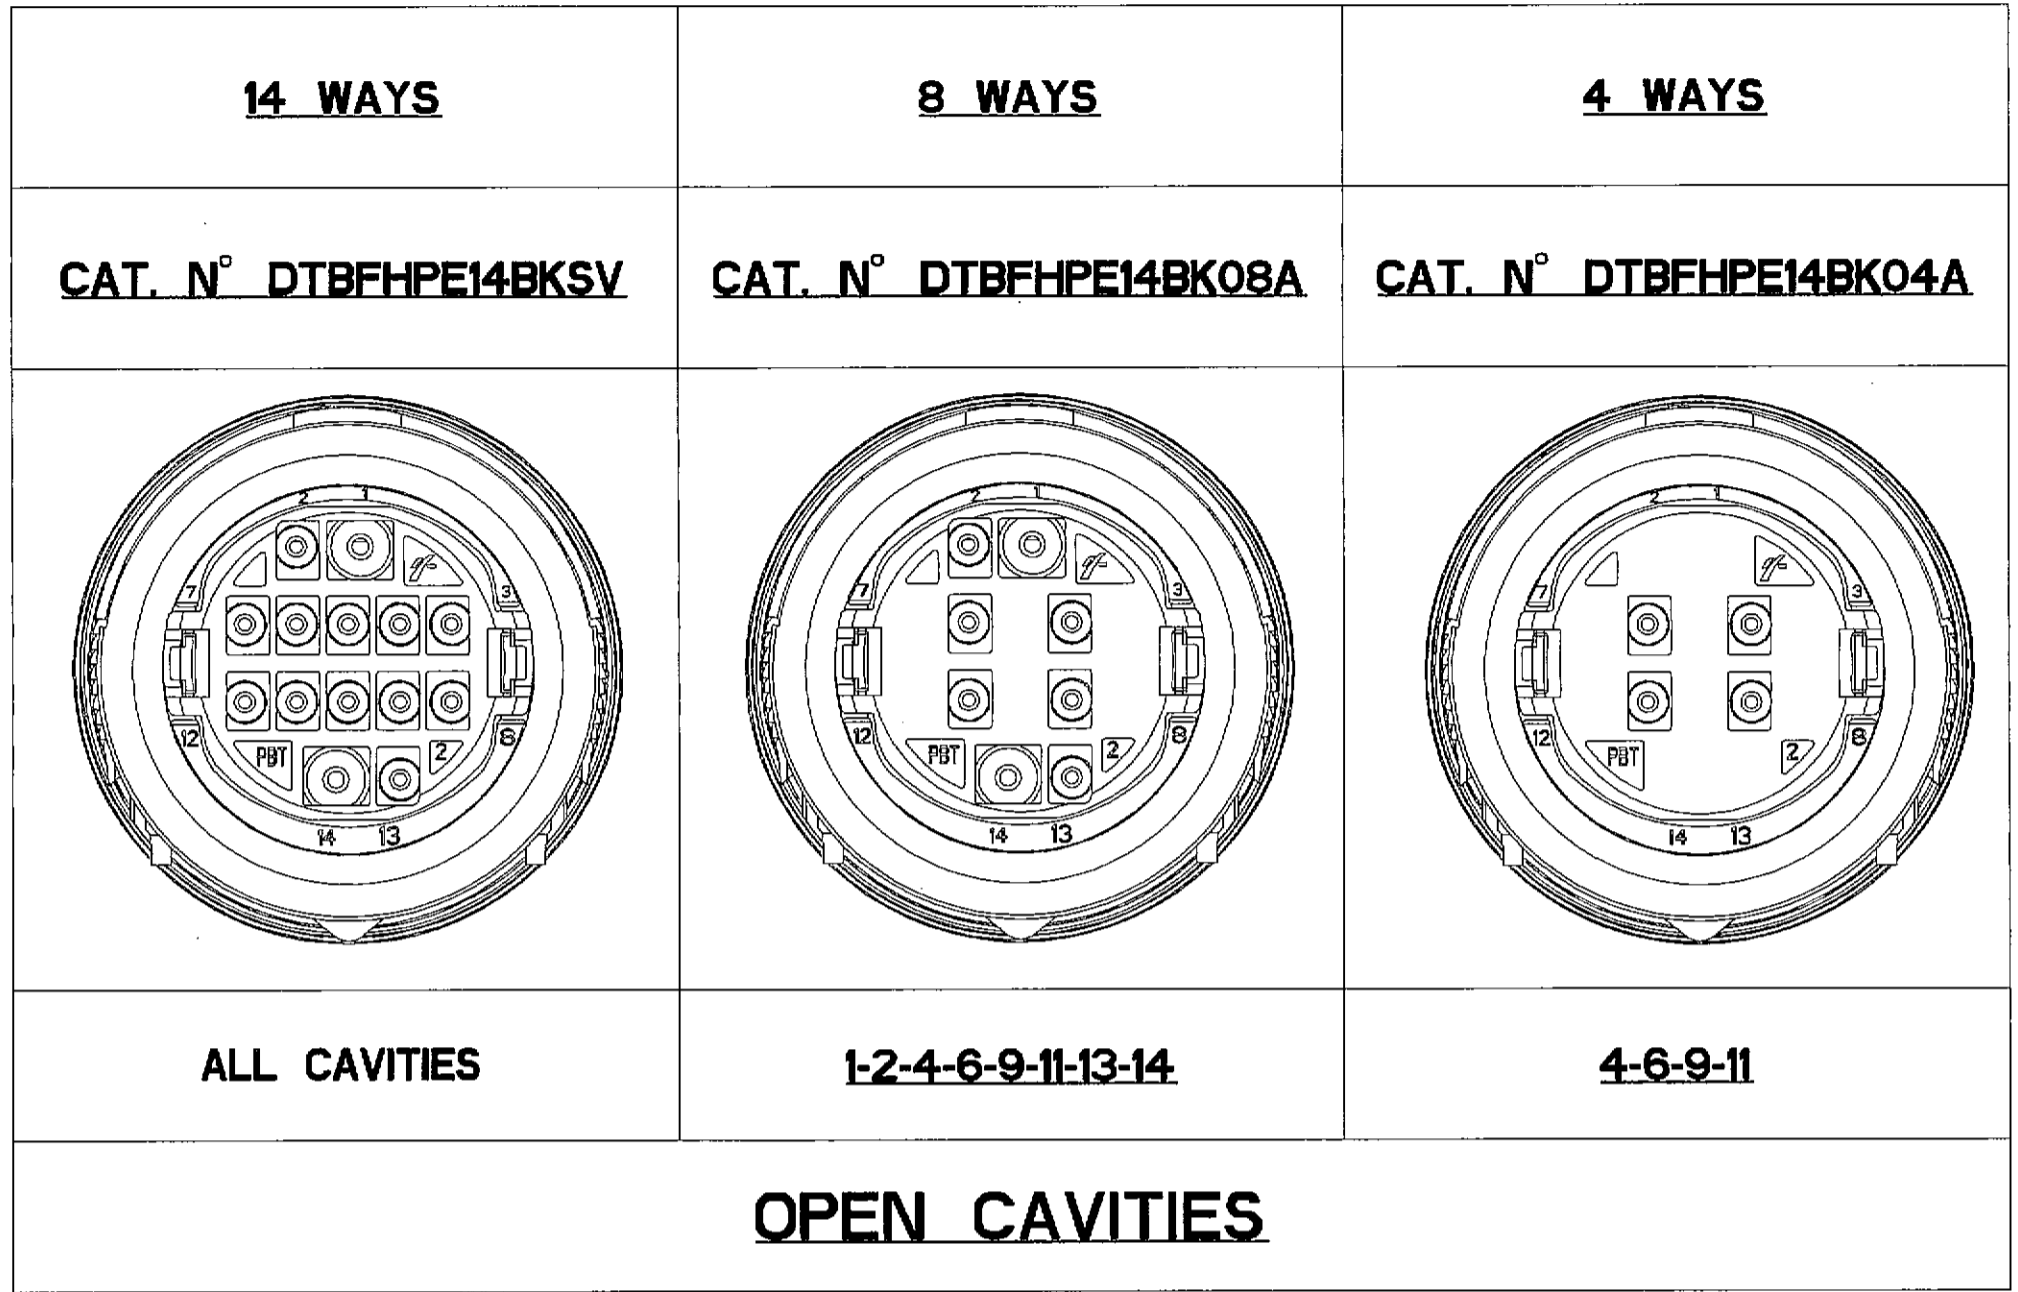 14 WAYS
8 WAYS
4 WAYS
CAT. N° DTBFHPE14BKSV
CAT. N° DTBFHPE14BK08A
CAT. N° DTBFHPE14BK04A
2 1
7 3
12 8
PBT 2
14 13
2 1
7 3
12 8
PBT 2
14 13
2 1
7 3
12 8
PBT 2
14 13
ALL CAVITIES
1-2-4-6-9-11-13-14
4-6-9-11
OPEN CAVITIES